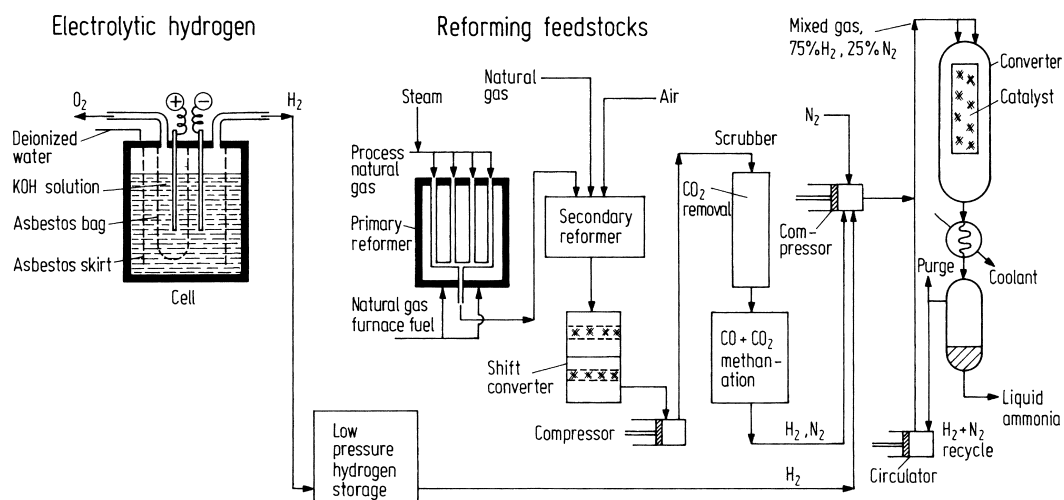 Electrolytic hydrogen
O₂
+
−
H₂
Deionized
water
KOH solution
Asbestos bag
Asbestos skirt
Cell
Low
pressure
hydrogen
storage
Reforming feedstocks
Natural
gas
Steam
Air
Process
natural
gas
Primary
reformer
Natural gas
furnace fuel
Secondary
reformer
Shift
converter
Compressor
Scrubber
CO₂
removal
CO + CO₂
methan-
ation
H₂, N₂
H₂
N₂
Com-
pressor
Mixed gas,
75%H₂, 25%N₂
Converter
Catalyst
Coolant
Purge
Liquid
ammonia
H₂+N₂
recycle
Circulator